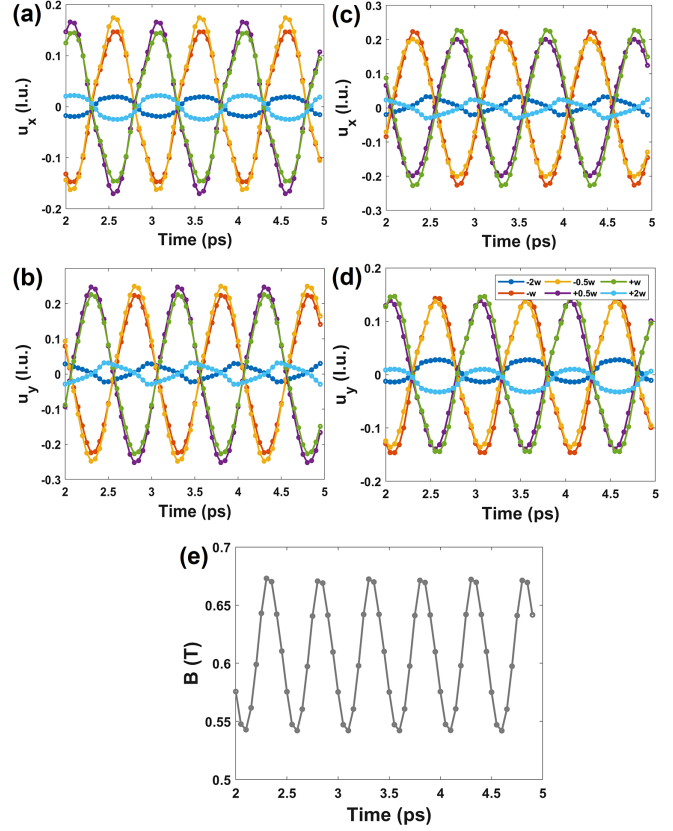 (a)
0.2
0.1
0
-0.1
-0.2
u_x (l.u.)
2 2.5 3 3.5 4 4.5 5
Time (ps)
(c)
0.3
0.2
0.1
0
-0.1
-0.2
-0.3
u_x (l.u.)
2 2.5 3 3.5 4 4.5 5
Time (ps)
(b)
0.2
0.1
0
-0.1
-0.2
-0.3
u_y (l.u.)
2 2.5 3 3.5 4 4.5 5
Time (ps)
(d)
-2w -0.5w +w
-w +0.5w +2w
0.2
0.1
0
-0.1
-0.2
u_y (l.u.)
2 2.5 3 3.5 4 4.5 5
Time (ps)
(e)
0.7
0.65
0.6
0.55
0.5
B (T)
2 2.5 3 3.5 4 4.5 5
Time (ps)